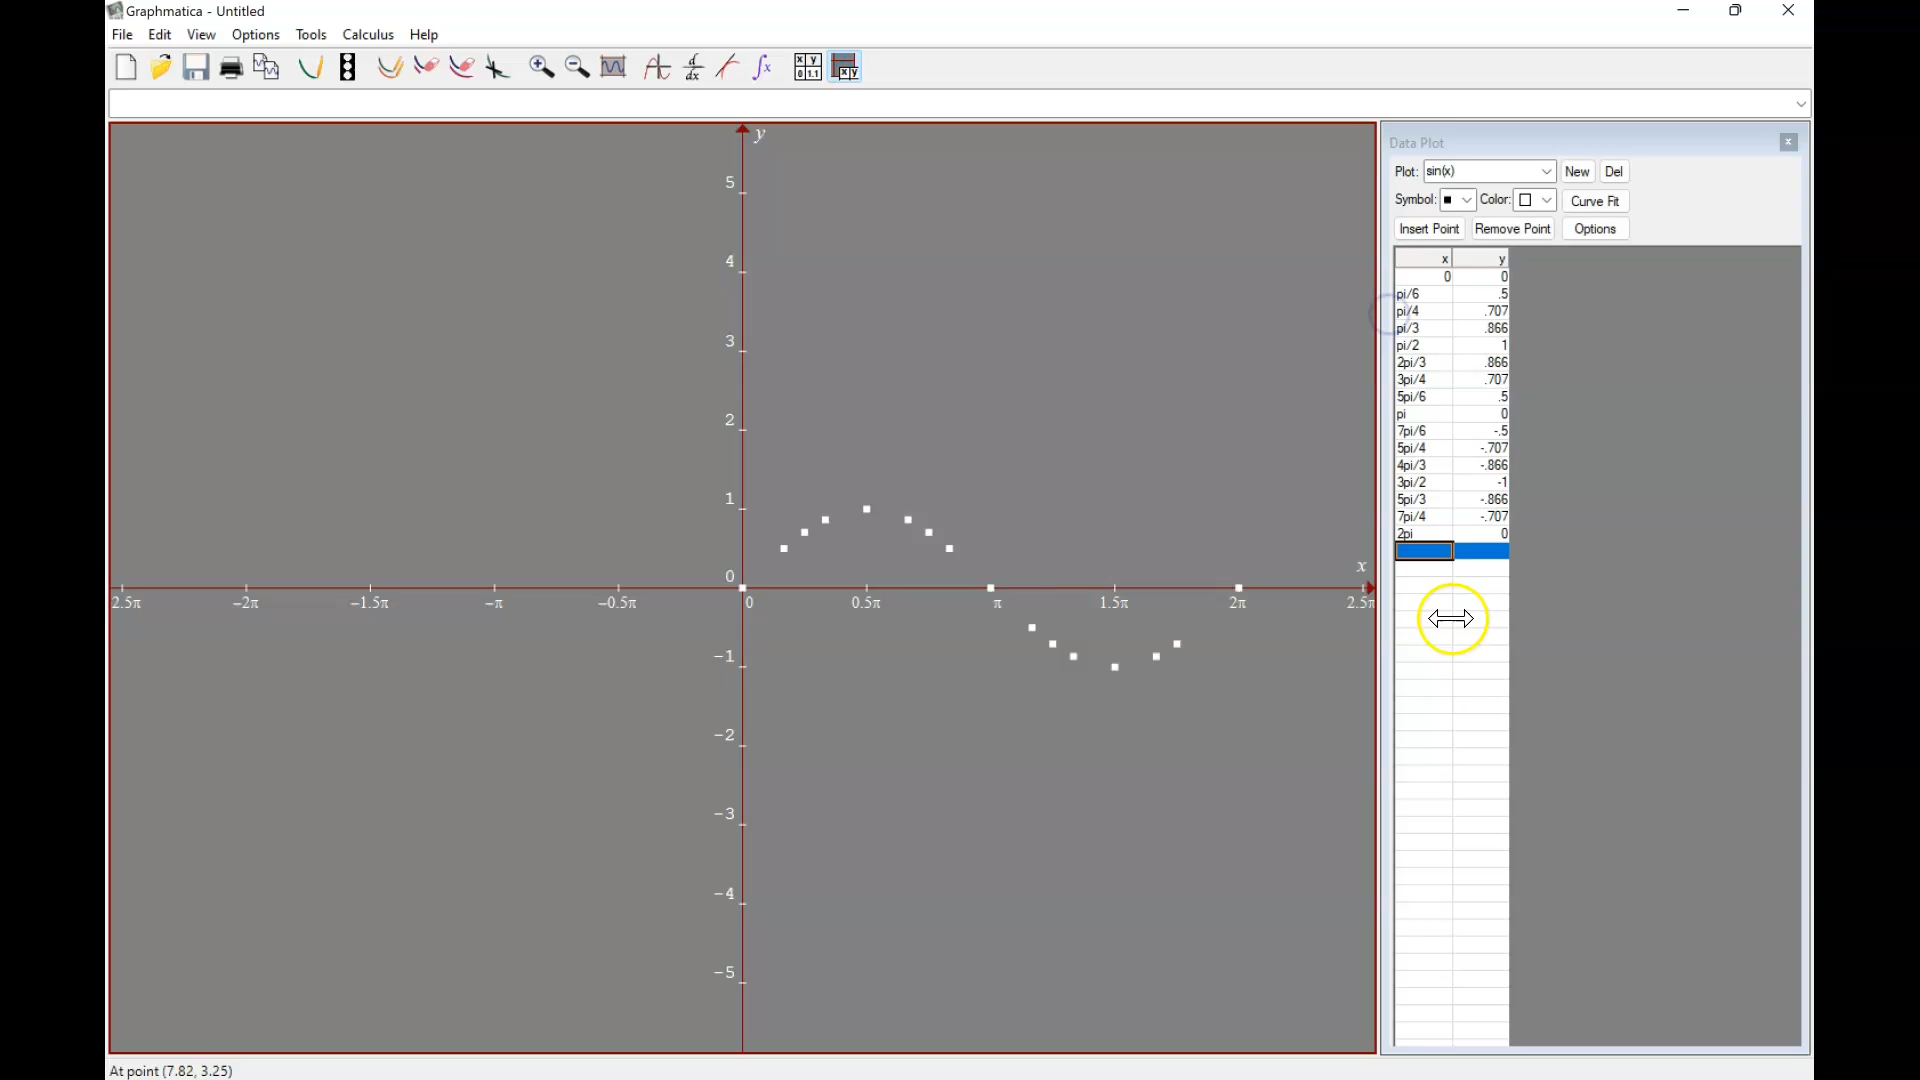 Graphmatica - Untitled
File Edit View Options Tools Calculus Help
d dx
∫x
x y
0 1.1
x y
Data Plot
Plot: sin(x) New Del
Symbol: Color: Curve Fit
Insert Point Remove Point Options
x y
0 0
pi/6 .5
pi/4 .707
pi/3 .866
pi/2 1
2pi/3 .866
3pi/4 .707
5pi/6 .5
pi 0
7pi/6 -.5
5pi/4 -.707
4pi/3 -.866
3pi/2 -1
5pi/3 -.866
7pi/4 -.707
2pi 0
y
5
4
3
2
1
0
x
2.5π −2π −1.5π −π −0.5π 0 0.5π π 1.5π 2π 2.5π
−1
−2
−3
−4
−5
At point (7.82, 3.25)